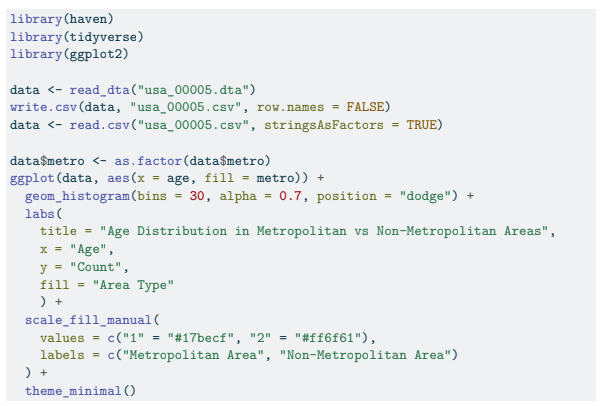 library(haven)
library(tidyverse)
library(ggplot2)
data <- read_dta("usa_00005.dta")
write.csv(data, "usa_00005.csv", row.names = FALSE)
data <- read.csv("usa_00005.csv", stringsAsFactors = TRUE)
data$metro <- as.factor(data$metro)
ggplot(data, aes(x = age, fill = metro)) +
  geom_histogram(bins = 30, alpha = 0.7, position = "dodge") +
  labs(
    title = "Age Distribution in Metropolitan vs Non-Metropolitan Areas",
    x = "Age",
    y = "Count",
    fill = "Area Type"
    ) +
  scale_fill_manual(
    values = c("1" = "#17becf", "2" = "#ff6f61"),
    labels = c("Metropolitan Area", "Non-Metropolitan Area")
  ) +
  theme_minimal()